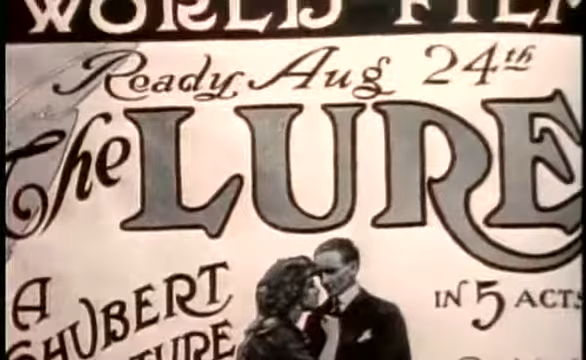 WORLD FILM
Ready Aug 24th
The LURE
A
SHUBERT
IN 5 ACTS